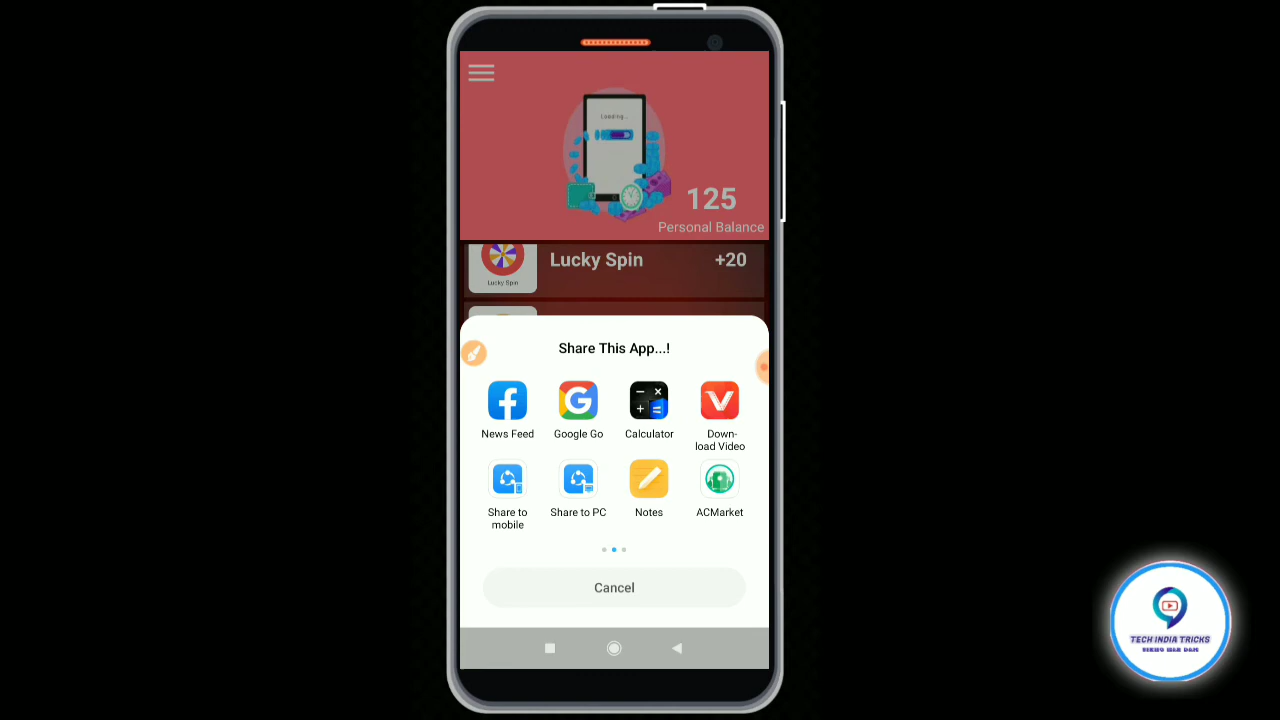 Loading...
125
Personal Balance
Lucky Spin +20
Lucky Spin
Share This App...!
News Feed Google Go Calculator Down-
load Video
Share to Share to PC Notes ACMarket
mobile
Cancel
TECH INDIA TRICKS